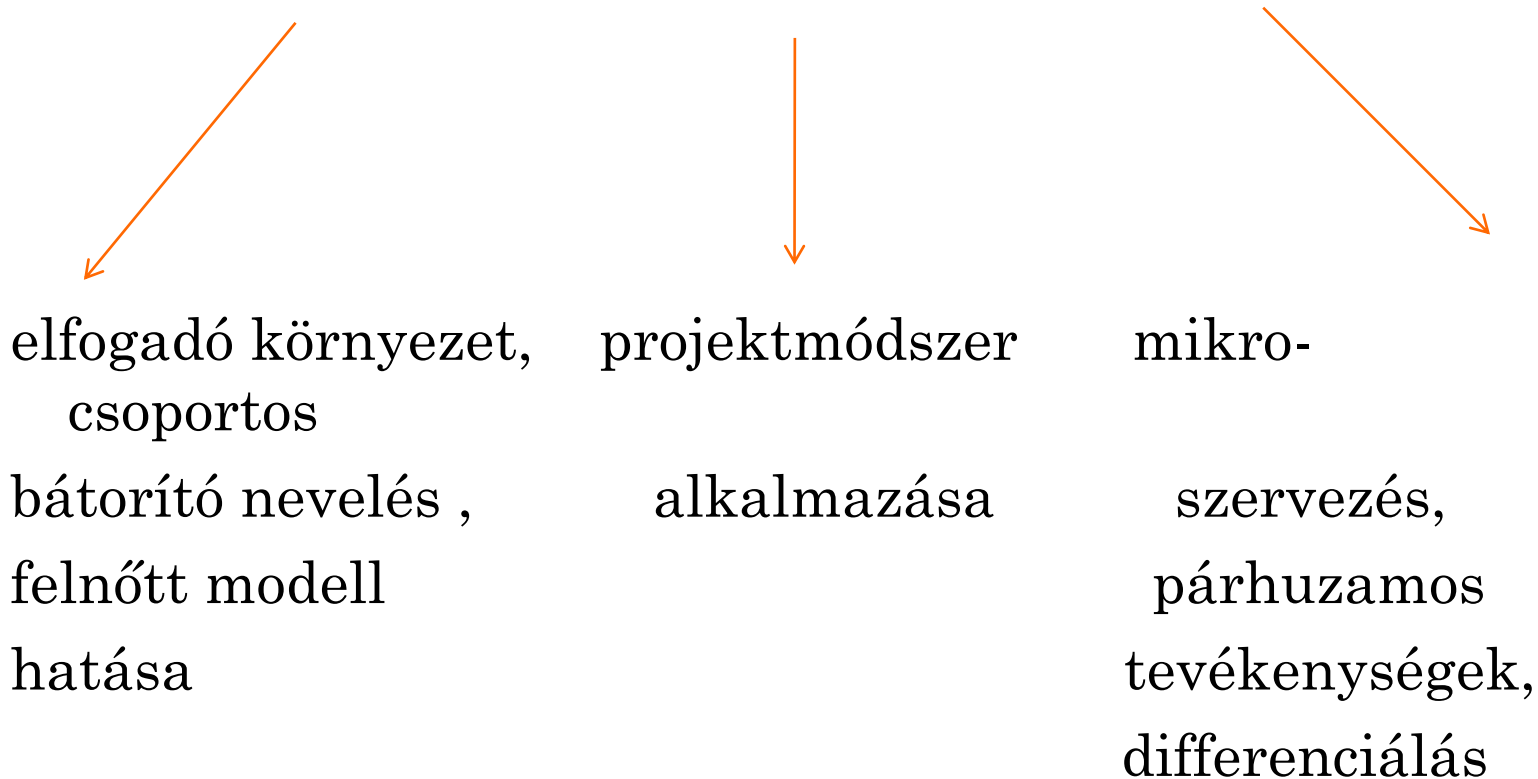 elfogadó környezet, projektmódszer mikro-
csoportos
bátorító nevelés , alkalmazása szervezés,
felnőtt modell párhuzamos
hatása tevékenységek,
differenciálás